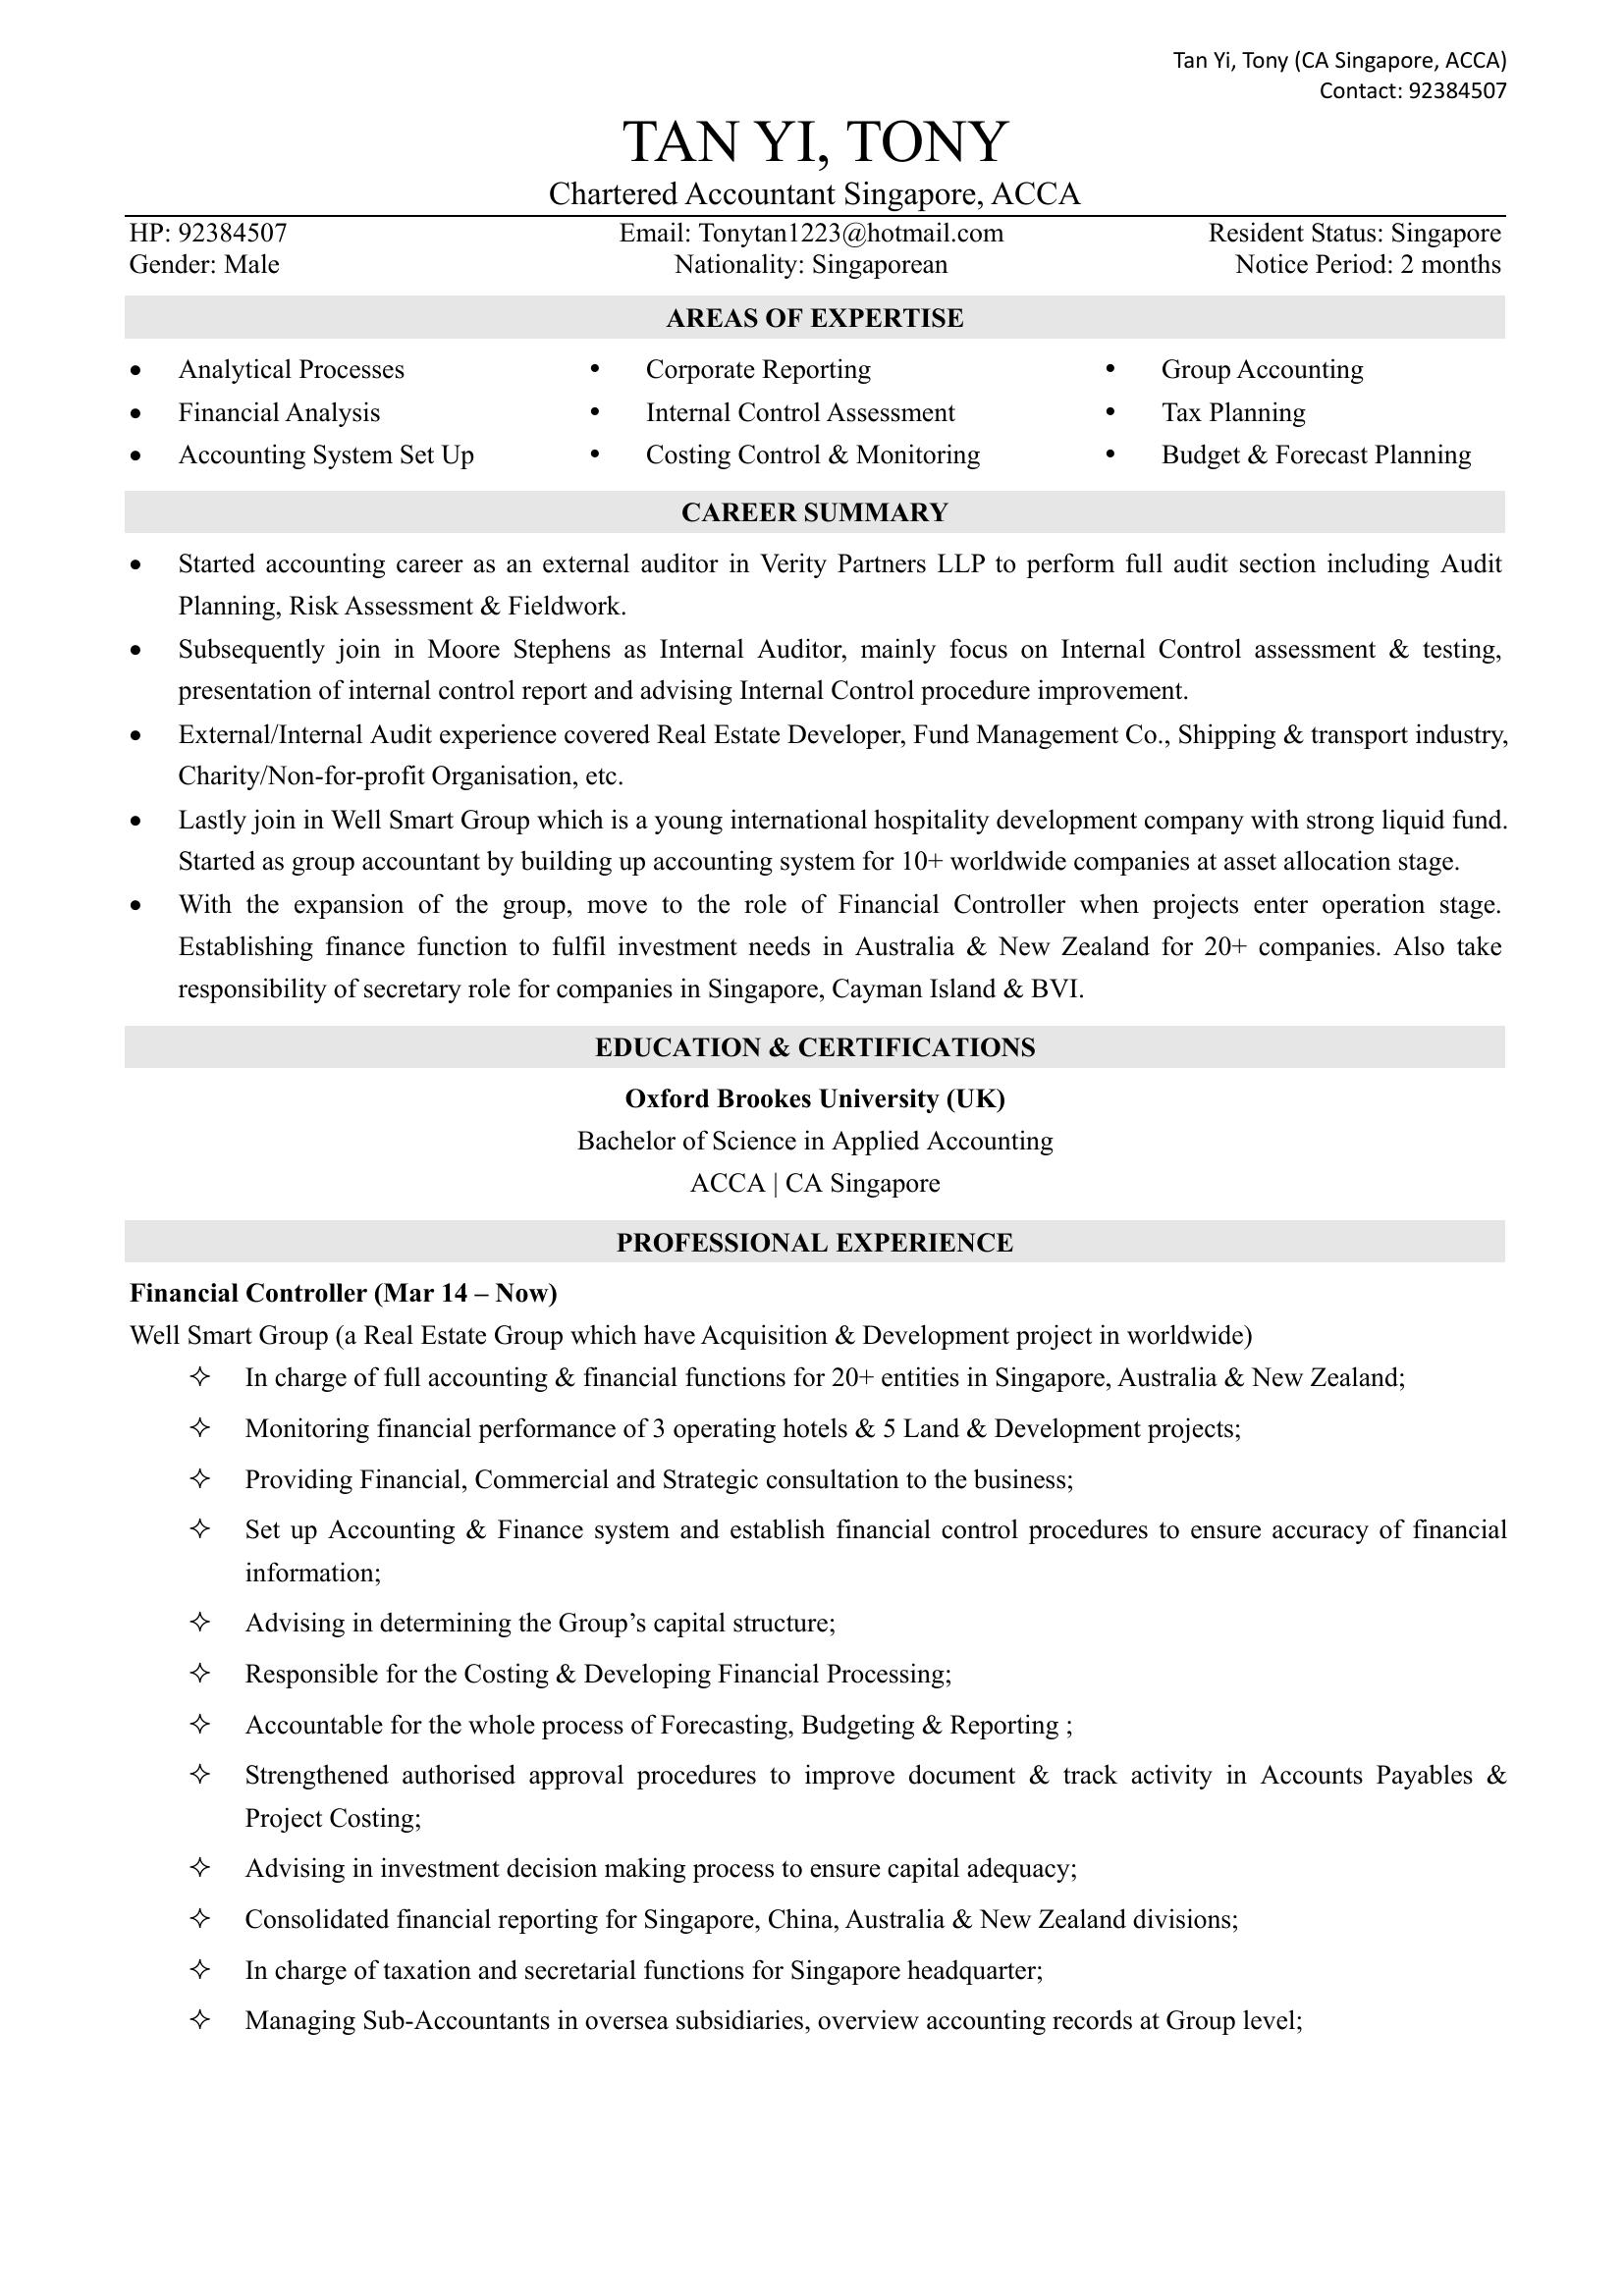 Tan Yi, Tony (CA Singapore, ACCA)
Contact: 92384507
TAN YI, TONY
Chartered Accountant Singapore, ACCA
HP: 92384507 Email: Tonytan1223@hotmail.com Resident Status: Singapore
Gender: Male Nationality: Singaporean Notice Period: 2 months
AREAS OF EXPERTISE
• Analytical Processes • Corporate Reporting • Group Accounting
• Financial Analysis • Internal Control Assessment • Tax Planning
• Accounting System Set Up • Costing Control & Monitoring • Budget & Forecast Planning
CAREER SUMMARY
• Started accounting career as an external auditor in Verity Partners LLP to perform full audit section including Audit
Planning, Risk Assessment & Fieldwork.
• Subsequently join in Moore Stephens as Internal Auditor, mainly focus on Internal Control assessment & testing,
presentation of internal control report and advising Internal Control procedure improvement.
• External/Internal Audit experience covered Real Estate Developer, Fund Management Co., Shipping & transport industry,
Charity/Non-for-profit Organisation, etc.
• Lastly join in Well Smart Group which is a young international hospitality development company with strong liquid fund.
Started as group accountant by building up accounting system for 10+ worldwide companies at asset allocation stage.
• With the expansion of the group, move to the role of Financial Controller when projects enter operation stage.
Establishing finance function to fulfil investment needs in Australia & New Zealand for 20+ companies. Also take
responsibility of secretary role for companies in Singapore, Cayman Island & BVI.
EDUCATION & CERTIFICATIONS
Oxford Brookes University (UK)
Bachelor of Science in Applied Accounting
ACCA | CA Singapore
PROFESSIONAL EXPERIENCE
Financial Controller (Mar 14 – Now)
Well Smart Group (a Real Estate Group which have Acquisition & Development project in worldwide)
✧ In charge of full accounting & financial functions for 20+ entities in Singapore, Australia & New Zealand;
✧ Monitoring financial performance of 3 operating hotels & 5 Land & Development projects;
✧ Providing Financial, Commercial and Strategic consultation to the business;
✧ Set up Accounting & Finance system and establish financial control procedures to ensure accuracy of financial
information;
✧ Advising in determining the Group’s capital structure;
✧ Responsible for the Costing & Developing Financial Processing;
✧ Accountable for the whole process of Forecasting, Budgeting & Reporting ;
✧ Strengthened authorised approval procedures to improve document & track activity in Accounts Payables &
Project Costing;
✧ Advising in investment decision making process to ensure capital adequacy;
✧ Consolidated financial reporting for Singapore, China, Australia & New Zealand divisions;
✧ In charge of taxation and secretarial functions for Singapore headquarter;
✧ Managing Sub-Accountants in oversea subsidiaries, overview accounting records at Group level;